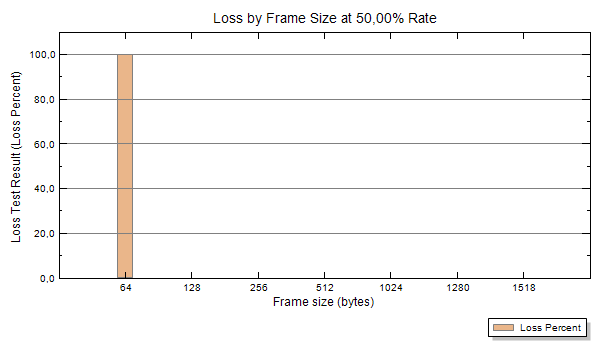 Loss by Frame Size at 50,00% Rate
Loss Test Result (Loss Percent)
100,0
80,0
60,0
40,0
20,0
0,0
64 128 256 512 1024 1280 1518
Frame size (bytes)
Loss Percent